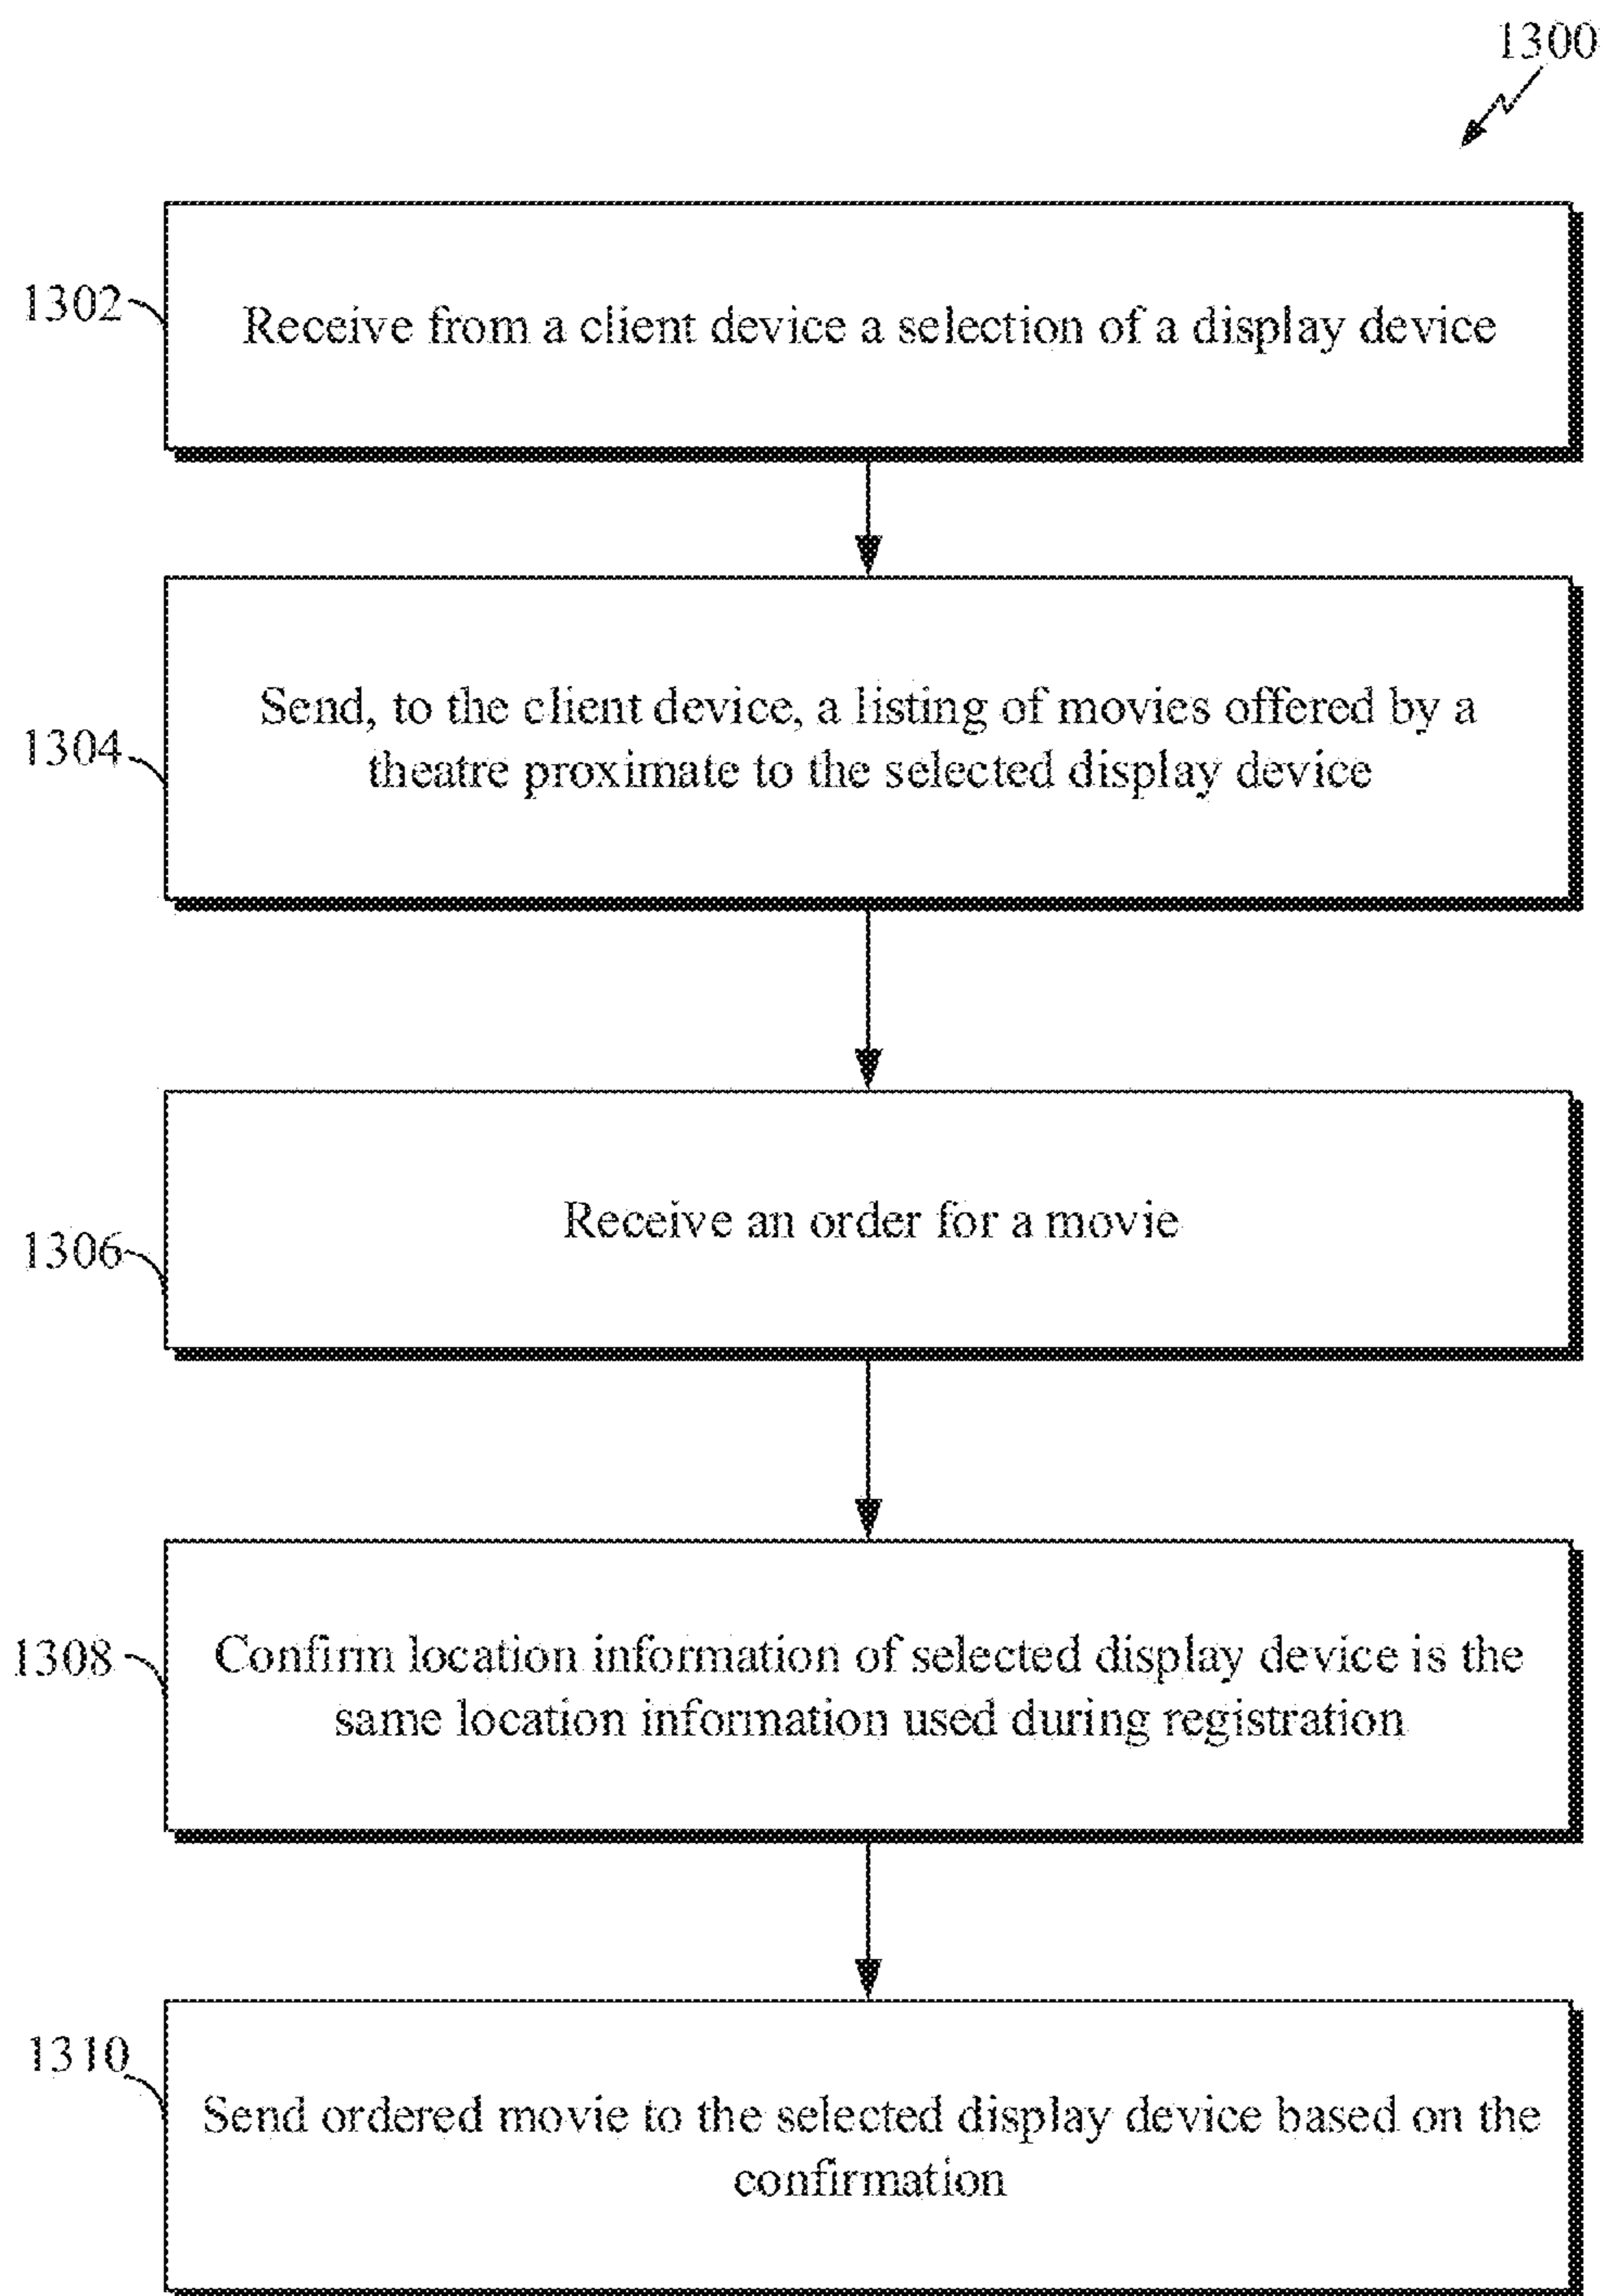 1300
1302
Receive from a client device a selection of a display device
1304
Send, to the client device, a listing of movies offered by a
theatre proximate to the selected display device
1306
Receive an order for a movie
1308
Confirm location information of selected display device is the
same location information used during registration
1310
Send ordered movie to the selected display device based on the
confirmation